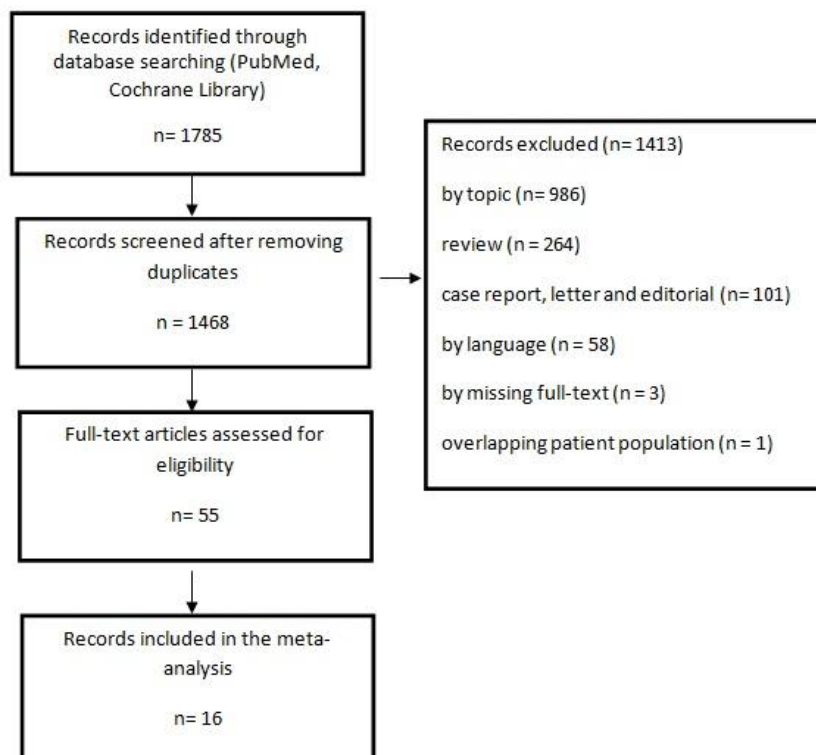 Records identified through
database searching (PubMed,
Cochrane Library)
n= 1785
Records screened after removing
duplicates
n = 1468
Records excluded (n= 1413)
by topic (n= 986)
review (n = 264)
case report, letter and editorial (n= 101)
by language (n = 58)
by missing full-text (n = 3)
overlapping patient population (n = 1)
Full-text articles assessed for
eligibility
n= 55
Records included in the meta-
analysis
n= 16